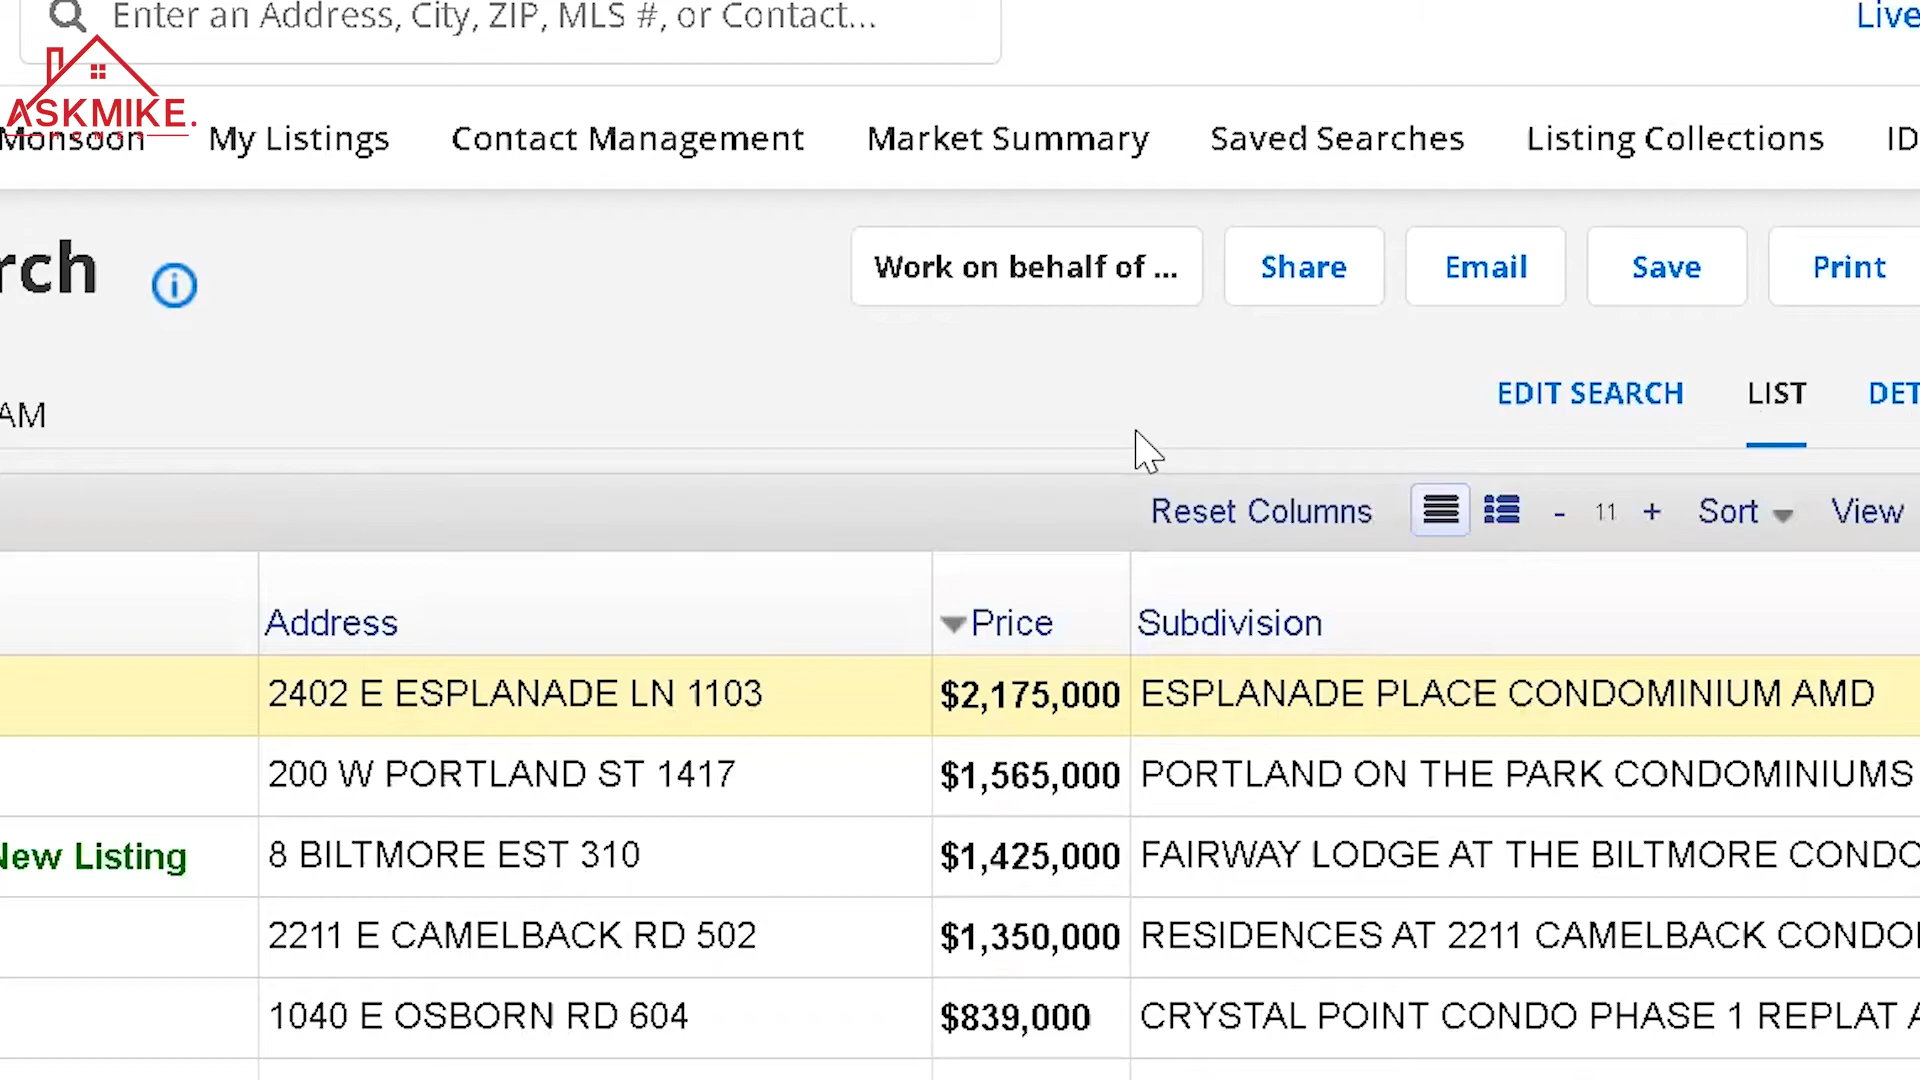 Enter an Address, City, ZIP, MLS #, or Contact...
Live
ASKMIKE.
HOMES
Monsoon My Listings Contact Management Market Summary Saved Searches Listing Collections ID
rch
Work on behalf of ... Share Email Save Print
AM
EDIT SEARCH LIST DET
Reset Columns - 11 + Sort View
Address Price Subdivision
2402 E ESPLANADE LN 1103 $2,175,000 ESPLANADE PLACE CONDOMINIUM AMD
200 W PORTLAND ST 1417 $1,565,000 PORTLAND ON THE PARK CONDOMINIUMS
New Listing 8 BILTMORE EST 310 $1,425,000 FAIRWAY LODGE AT THE BILTMORE CONDO
2211 E CAMELBACK RD 502 $1,350,000 RESIDENCES AT 2211 CAMELBACK CONDO
1040 E OSBORN RD 604 $839,000 CRYSTAL POINT CONDO PHASE 1 REPLAT A